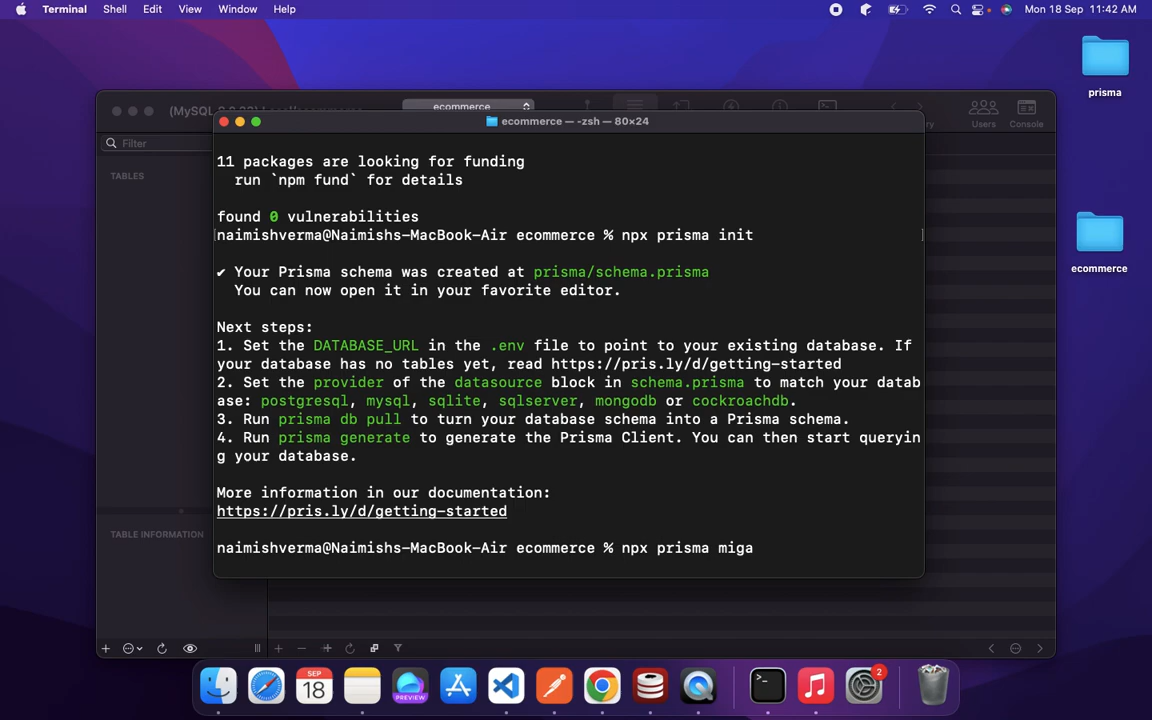 Terminal Shell Edit View Window Help Mon 18 Sep 11:42 AM
prisma
ecommerce
(MySQL
Users Console
ecommerce — -zsh — 80×24
Filter
TABLES
11 packages are looking for funding
run `npm fund` for details
found 0 vulnerabilities
naimishverma@Naimishs-MacBook-Air ecommerce % npx prisma init
✔ Your Prisma schema was created at prisma/schema.prisma
You can now open it in your favorite editor.
Next steps:
1. Set the DATABASE_URL in the .env file to point to your existing database. If
your database has no tables yet, read https://pris.ly/d/getting-started
2. Set the provider of the datasource block in schema.prisma to match your datab
ase: postgresql, mysql, sqlite, sqlserver, mongodb or cockroachdb.
3. Run prisma db pull to turn your database schema into a Prisma schema.
4. Run prisma generate to generate the Prisma Client. You can then start queryin
g your database.
More information in our documentation:
https://pris.ly/d/getting-started
naimishverma@Naimishs-MacBook-Air ecommerce % npx prisma miga
ecommerce
TABLE INFORMATION
SEP
18
PREVIEW
2